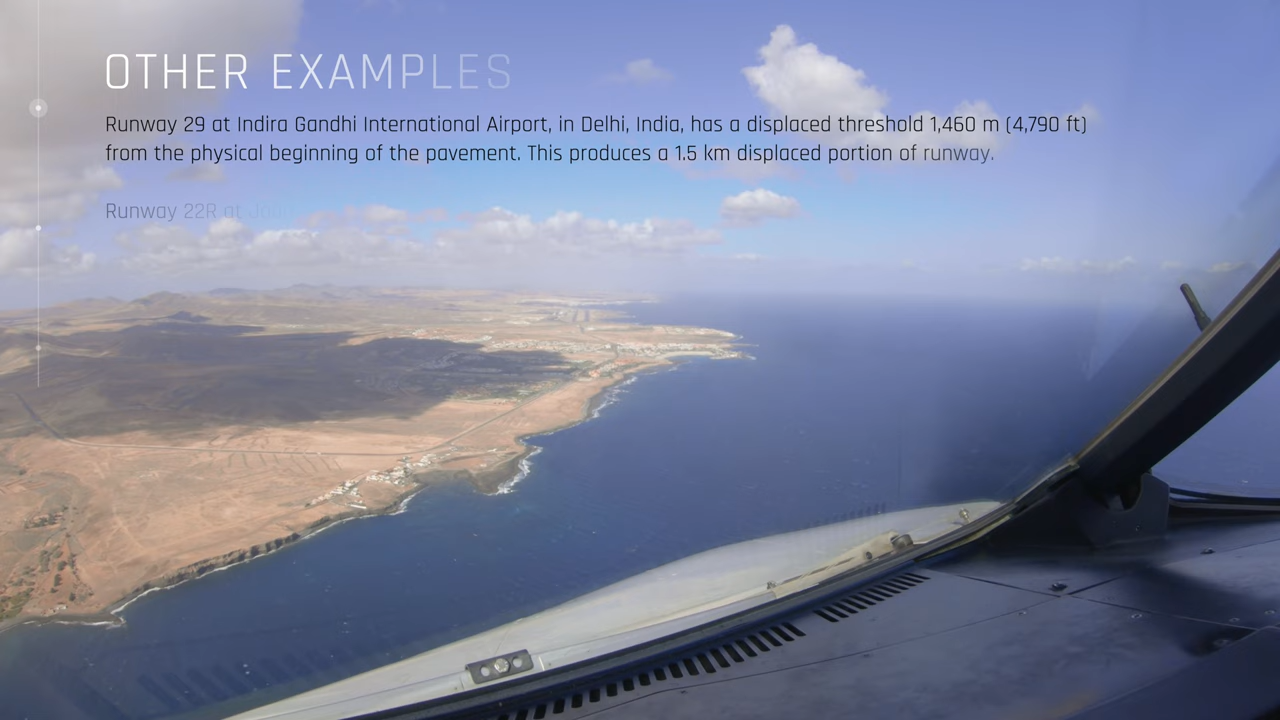 OTHER EXAMPLES
Runway 29 at Indira Gandhi International Airport, in Delhi, India, has a displaced threshold 1,460 m (4,790 ft)
from the physical beginning of the pavement. This produces a 1.5 km displaced portion of runway.
Runway 22R at